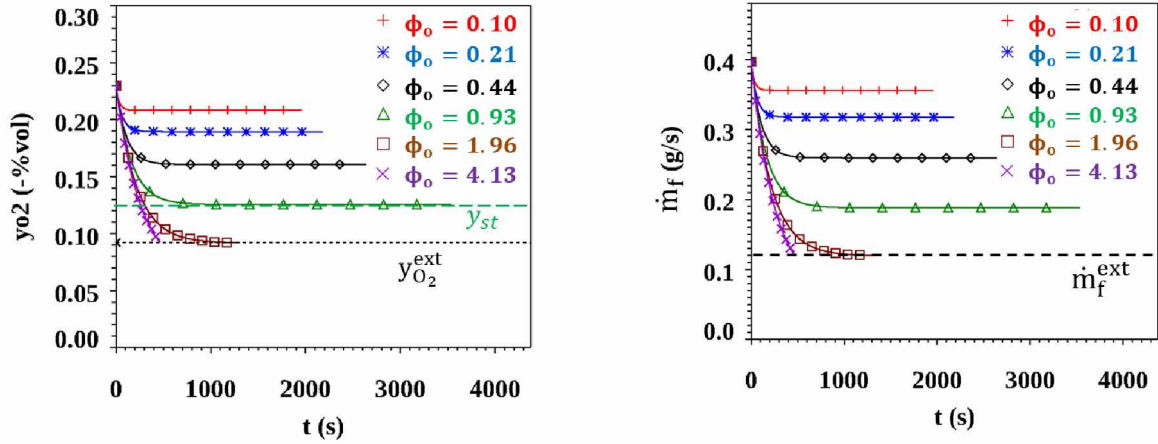 0.30
0.25
0.20
0.15
0.10
0.05
0.00
yo2 (-%vol)
ϕo = 0.10
ϕo = 0.21
ϕo = 0.44
ϕo = 0.93
ϕo = 1.96
ϕo = 4.13
yst
yO2ext
0 1000 2000 3000 4000
t (s)
0.4
0.3
0.2
0.1
0.0
ṁf (g/s)
ϕo = 0.10
ϕo = 0.21
ϕo = 0.44
ϕo = 0.93
ϕo = 1.96
ϕo = 4.13
ṁfext
0 1000 2000 3000 4000
t (s)